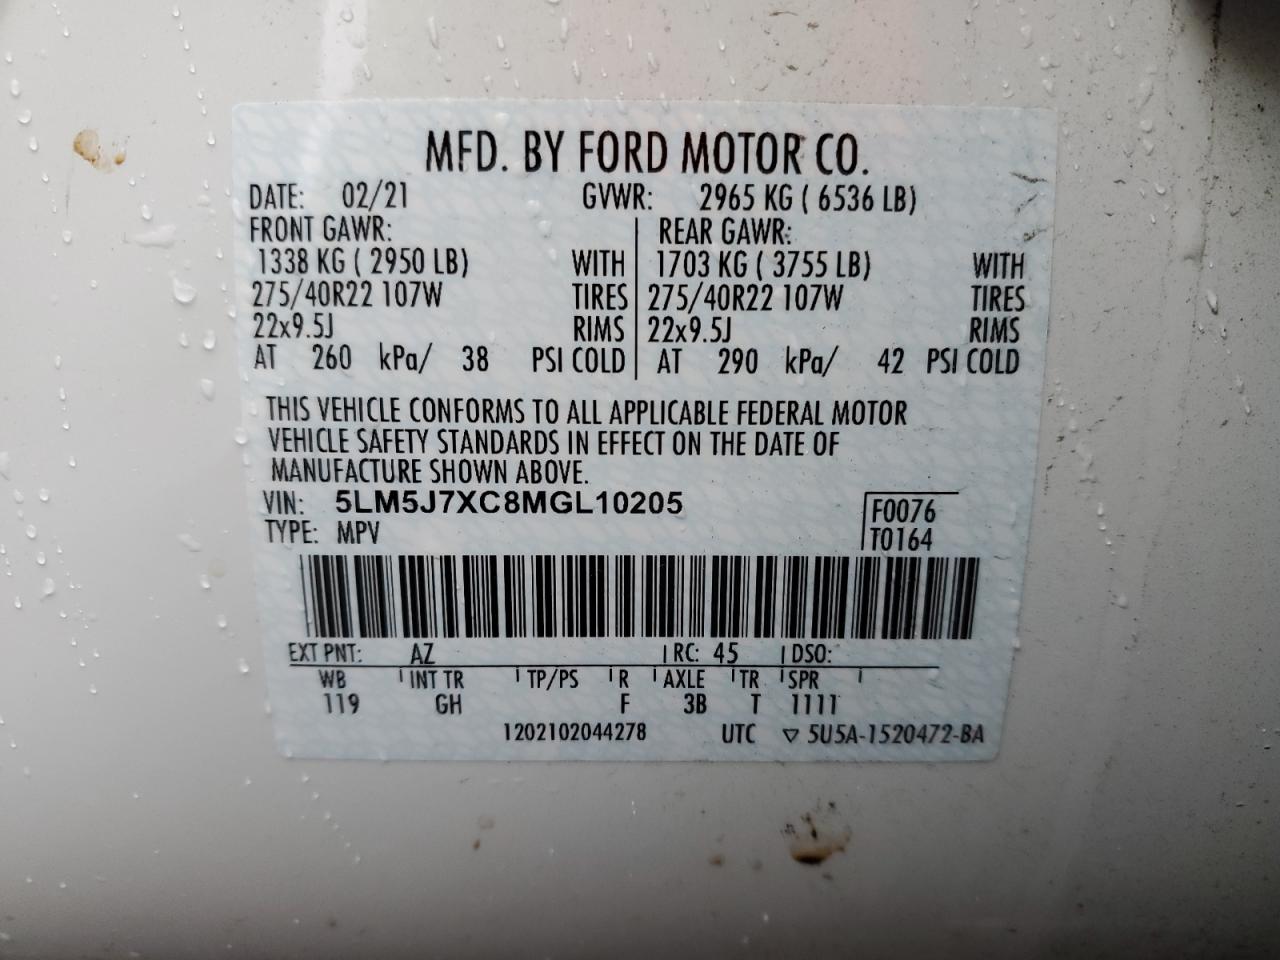 MFD. BY FORD MOTOR CO.
DATE: 02/21 GVWR: 2965 KG ( 6536 LB)
FRONT GAWR: REAR GAWR:
1338 KG ( 2950 LB) WITH 1703 KG ( 3755 LB) WITH
275/40R22 107W TIRES 275/40R22 107W TIRES
22x9.5J RIMS 22x9.5J RIMS
AT 260 kPa/ 38 PSI COLD AT 290 kPa/ 42 PSI COLD
THIS VEHICLE CONFORMS TO ALL APPLICABLE FEDERAL MOTOR
VEHICLE SAFETY STANDARDS IN EFFECT ON THE DATE OF
MANUFACTURE SHOWN ABOVE.
VIN: 5LM5J7XC8MGL10205 F0076
TYPE: MPV T0164
EXT PNT: AZ RC: 45 DSO:
WB INT TR TP/PS R AXLE TR SPR
119 GH F 3B T 1111
1202102044278 UTC ▽ 5U5A-1520472-BA